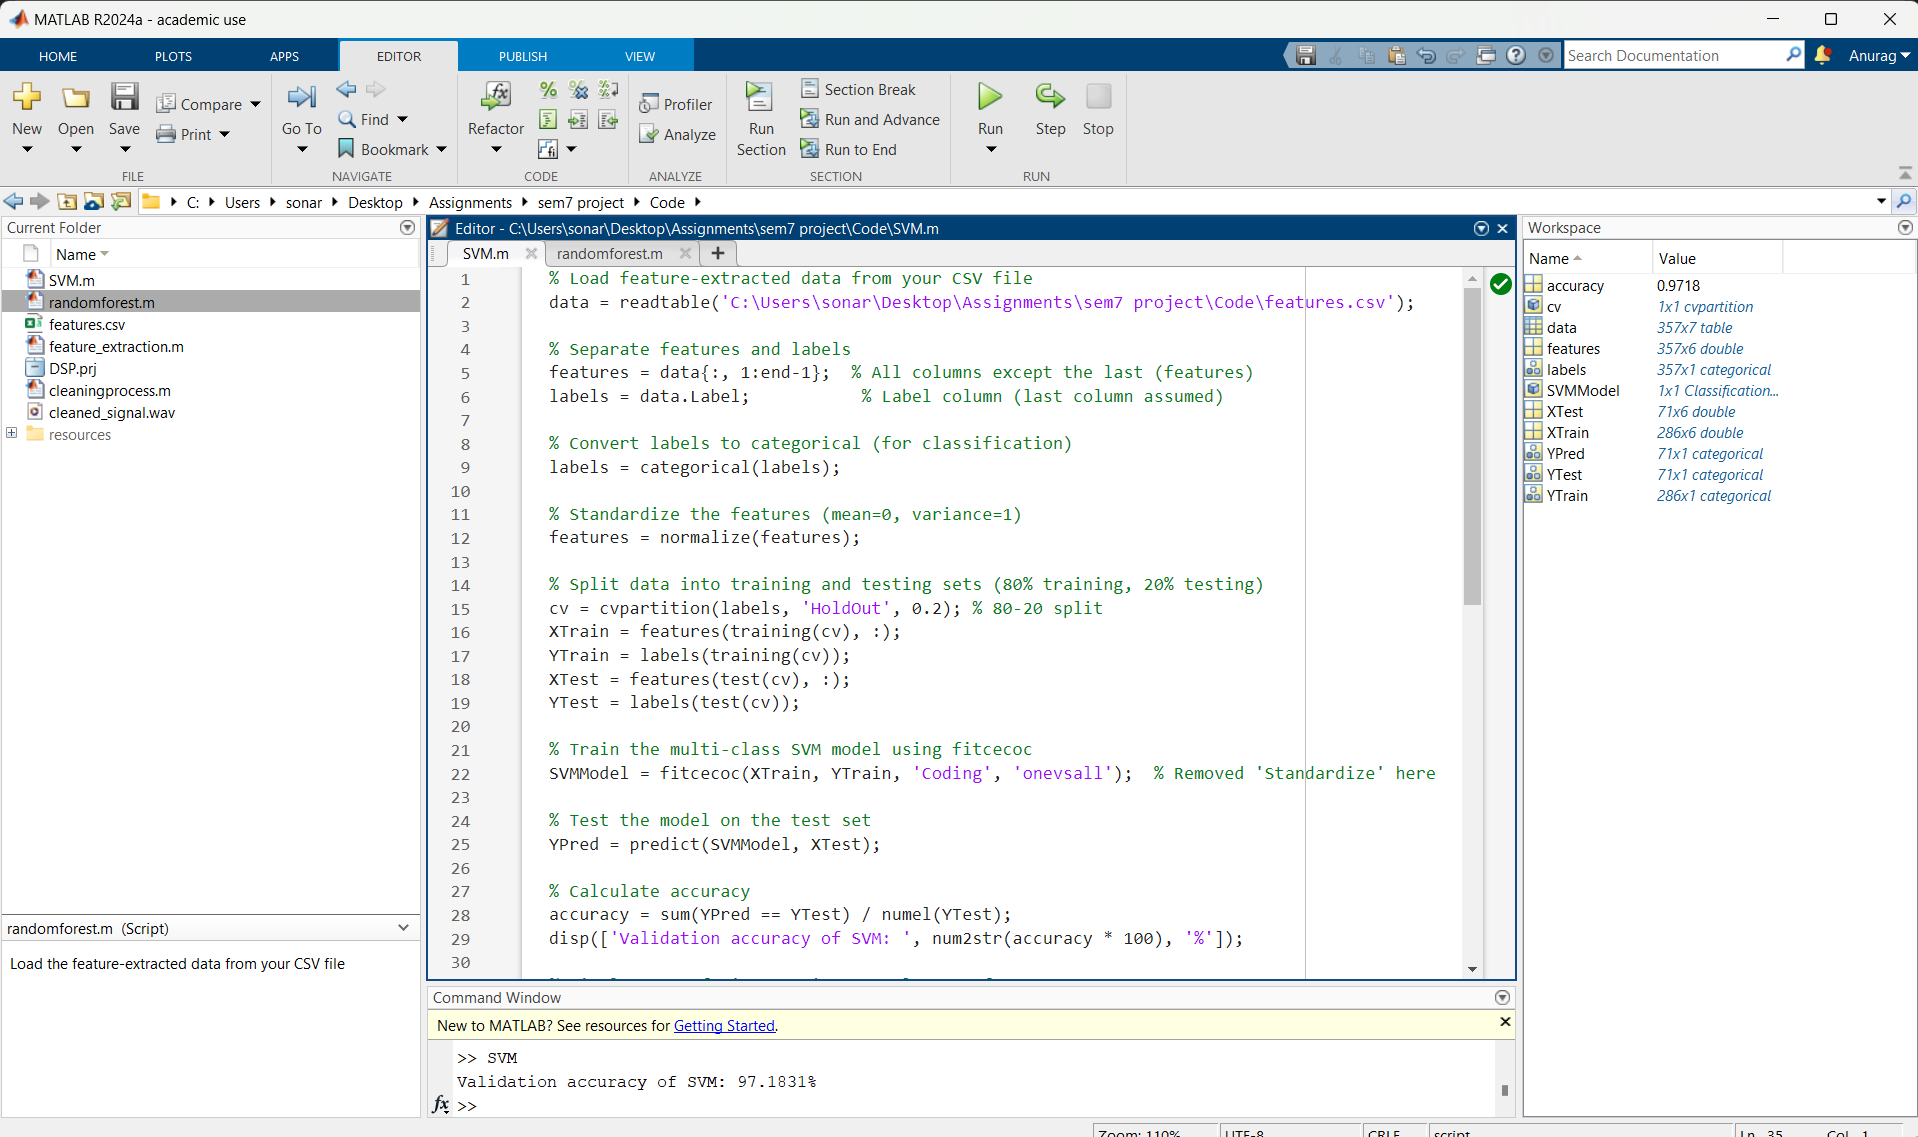 MATLAB R2024a - academic use
HOME PLOTS APPS EDITOR PUBLISH VIEW
Search Documentation
Anurag
New Open Save
Compare
Print
FILE
Go To
Find
Bookmark
NAVIGATE
Refactor
CODE
Profiler
Analyze
ANALYZE
Run Section
Section Break
Run and Advance
Run to End
SECTION
Run Step Stop
RUN
C: Users sonar Desktop Assignments sem7 project Code
Current Folder
Name
SVM.m
randomforest.m
features.csv
feature_extraction.m
DSP.prj
cleaningprocess.m
cleaned_signal.wav
resources
randomforest.m (Script)
Load the feature-extracted data from your CSV file
Editor - C:\Users\sonar\Desktop\Assignments\sem7 project\Code\SVM.m
SVM.m randomforest.m
1 % Load feature-extracted data from your CSV file
2 data = readtable('C:\Users\sonar\Desktop\Assignments\sem7 project\Code\features.csv');
3
4 % Separate features and labels
5 features = data{:, 1:end-1}; % All columns except the last (features)
6 labels = data.Label; % Label column (last column assumed)
7
8 % Convert labels to categorical (for classification)
9 labels = categorical(labels);
10
11 % Standardize the features (mean=0, variance=1)
12 features = normalize(features);
13
14 % Split data into training and testing sets (80% training, 20% testing)
15 cv = cvpartition(labels, 'HoldOut', 0.2); % 80-20 split
16 XTrain = features(training(cv), :);
17 YTrain = labels(training(cv));
18 XTest = features(test(cv), :);
19 YTest = labels(test(cv));
20
21 % Train the multi-class SVM model using fitcecoc
22 SVMModel = fitcecoc(XTrain, YTrain, 'Coding', 'onevsall'); % Removed 'Standardize' here
23
24 % Test the model on the test set
25 YPred = predict(SVMModel, XTest);
26
27 % Calculate accuracy
28 accuracy = sum(YPred == YTest) / numel(YTest);
29 disp(['Validation accuracy of SVM: ', num2str(accuracy * 100), '%']);
30
Command Window
New to MATLAB? See resources for Getting Started.
>> SVM
Validation accuracy of SVM: 97.1831%
fx >>
Workspace
Name Value
accuracy 0.9718
cv 1x1 cvpartition
data 357x7 table
features 357x6 double
labels 357x1 categorical
SVMModel 1x1 Classification...
XTest 71x6 double
XTrain 286x6 double
YPred 71x1 categorical
YTest 71x1 categorical
YTrain 286x1 categorical
Zoom: 110% UTF-8 CRLF script Ln 35 Col 1